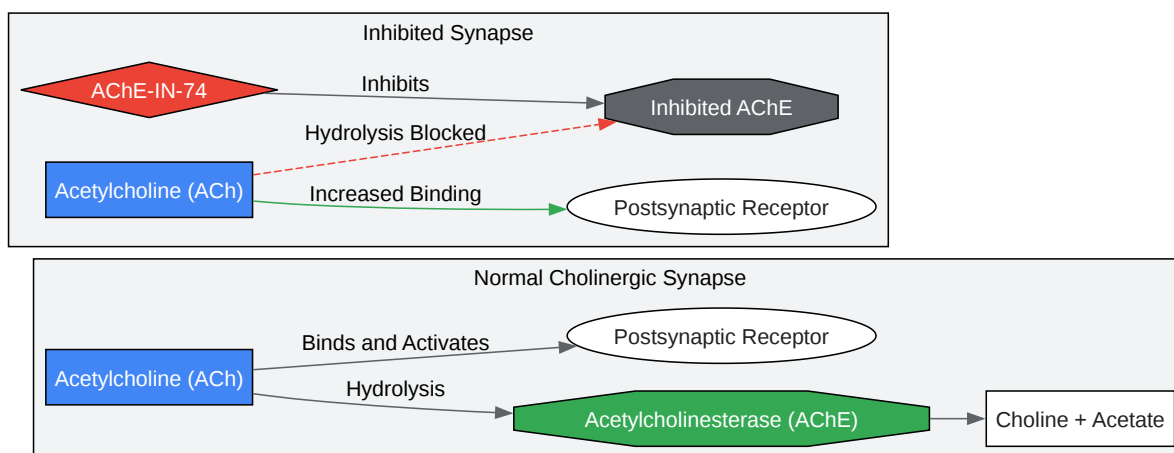 Inhibited Synapse
AChE-IN-74
Inhibits
Inhibited AChE
Hydrolysis Blocked
Acetylcholine (ACh)
Increased Binding
Postsynaptic Receptor
Normal Cholinergic Synapse
Postsynaptic Receptor
Binds and Activates
Acetylcholine (ACh)
Hydrolysis
Acetylcholinesterase (AChE)
Choline + Acetate